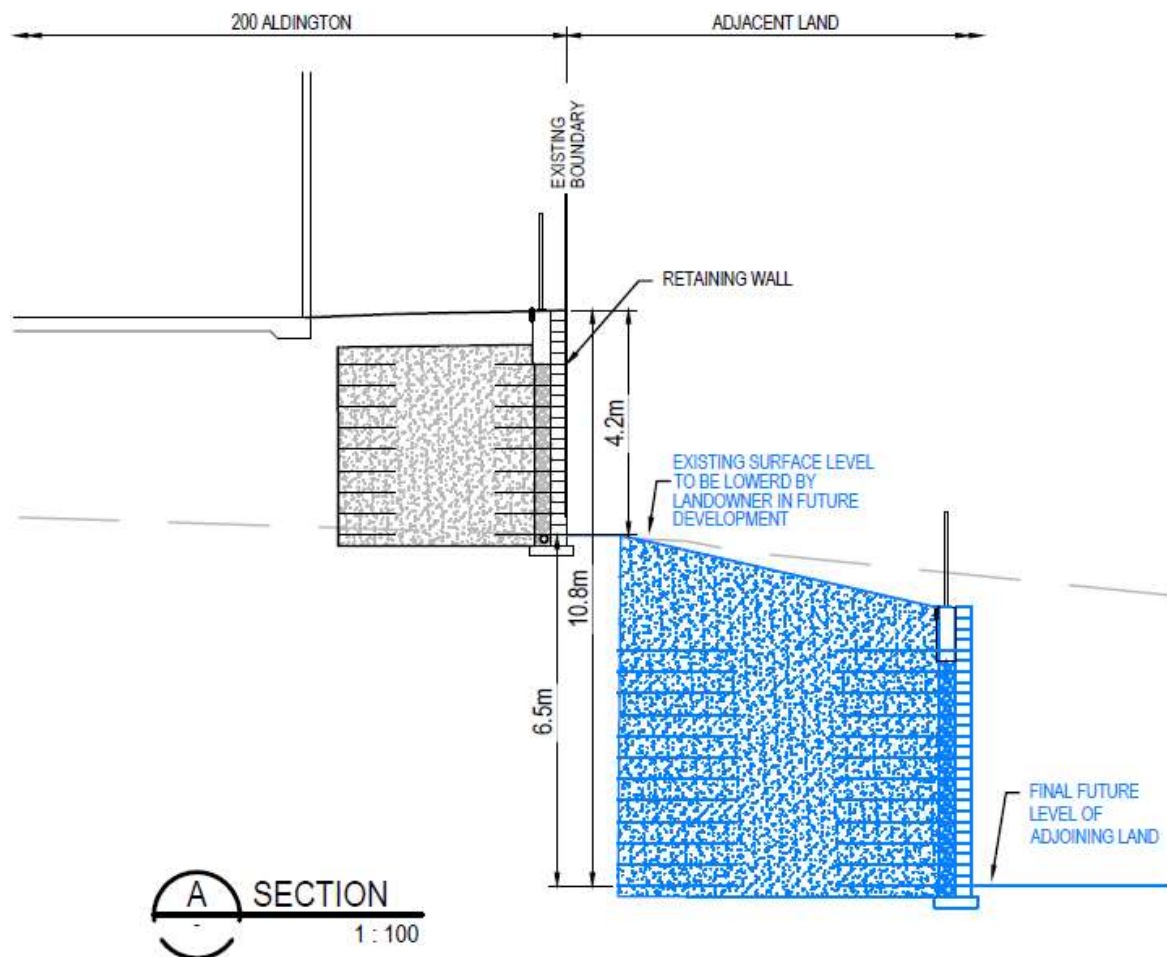 200 ALDINGTON
ADJACENT LAND
EXISTING
BOUNDARY
RETAINING WALL
4.2m
EXISTING SURFACE LEVEL
TO BE LOWERD BY
LANDOWNER IN FUTURE
DEVELOPMENT
10.8m
6.5m
FINAL FUTURE
LEVEL OF
ADJOINING LAND
A SECTION
-
1 : 100